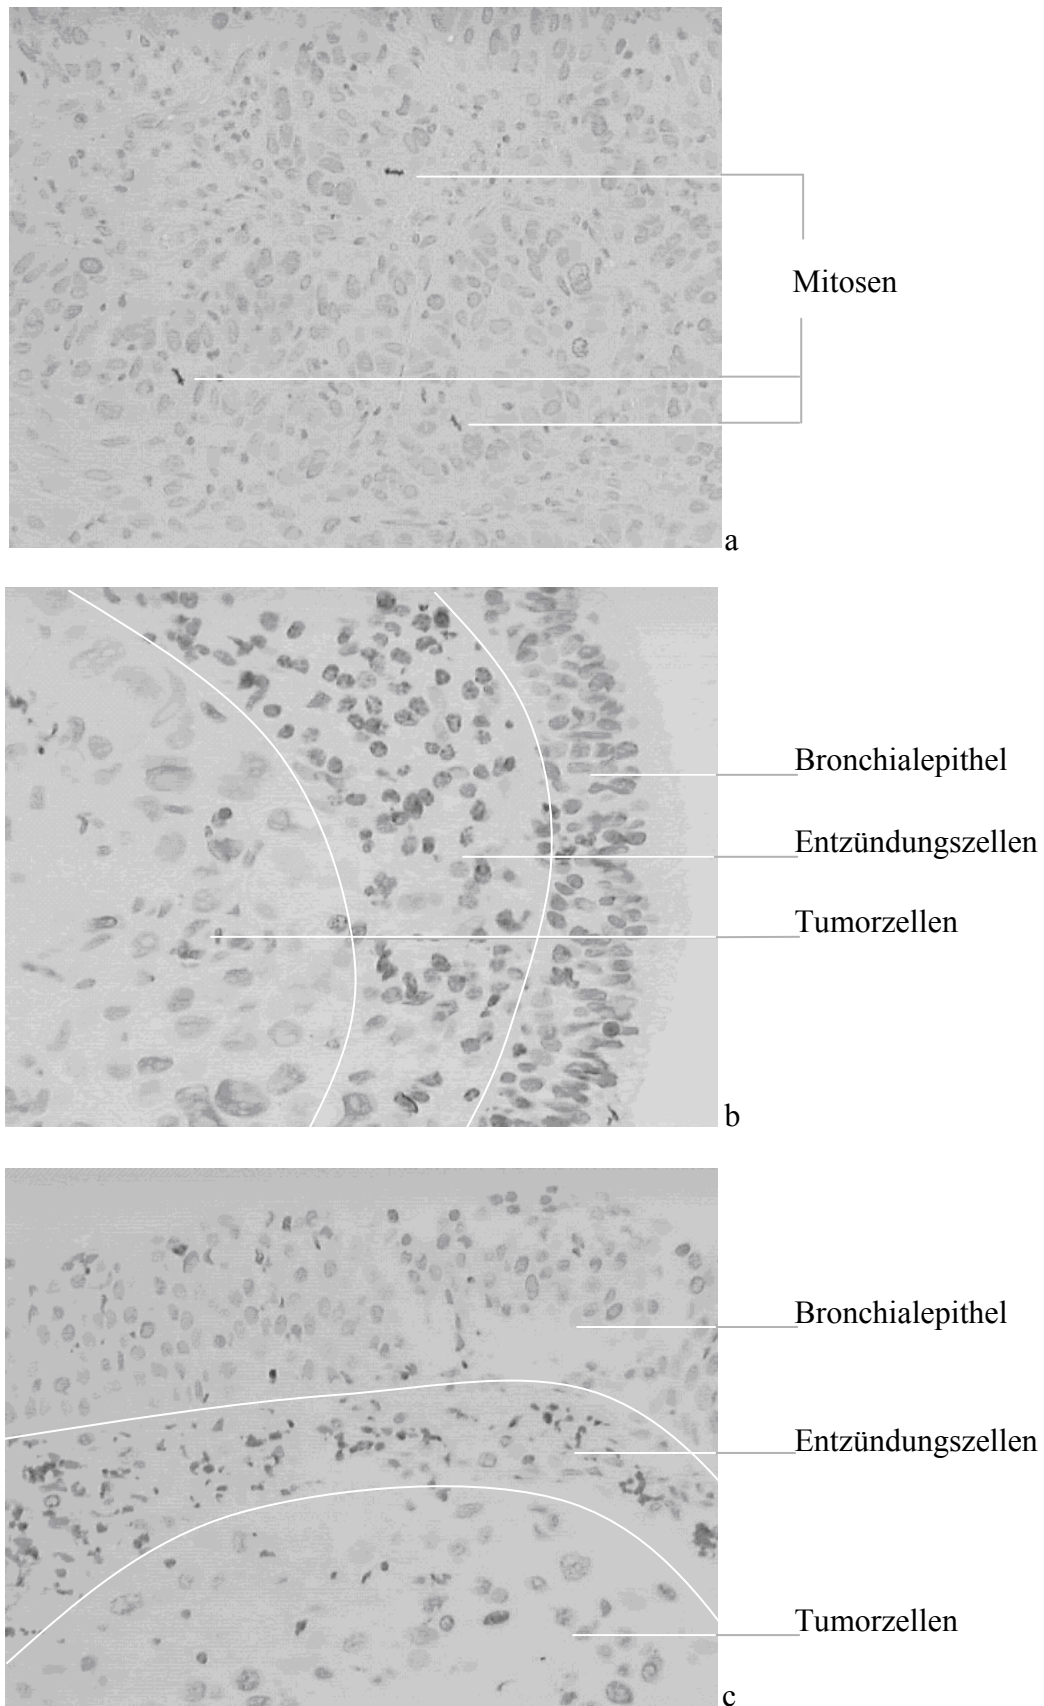 Mitosen
a
Bronchialepithel
Entzündungszellen
Tumorzellen
b
Bronchialepithel
Entzündungszellen
Tumorzellen
c